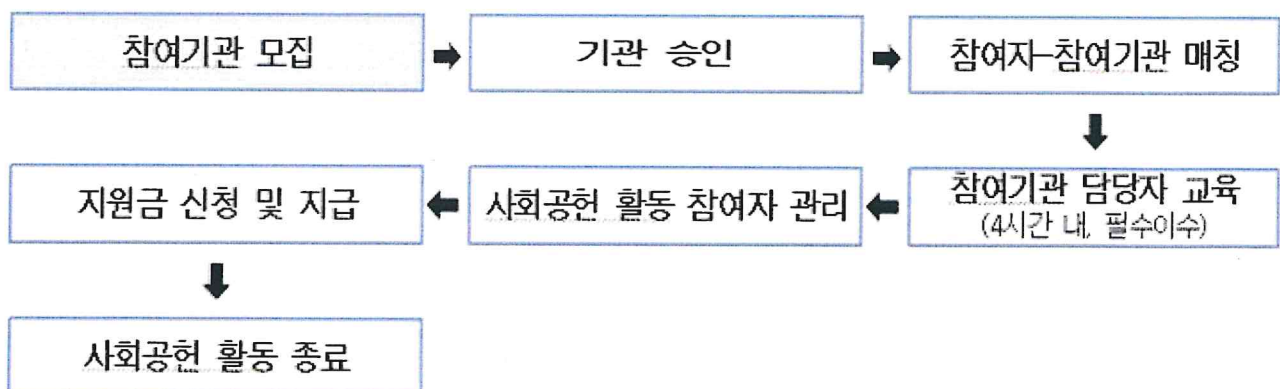 참여기관 모집
기관 승인
참여자-참여기관 매칭
참여기관 담당자 교육
(4시간 내, 필수이수)
사회공헌 활동 참여자 관리
지원금 신청 및 지급
사회공헌 활동 종료